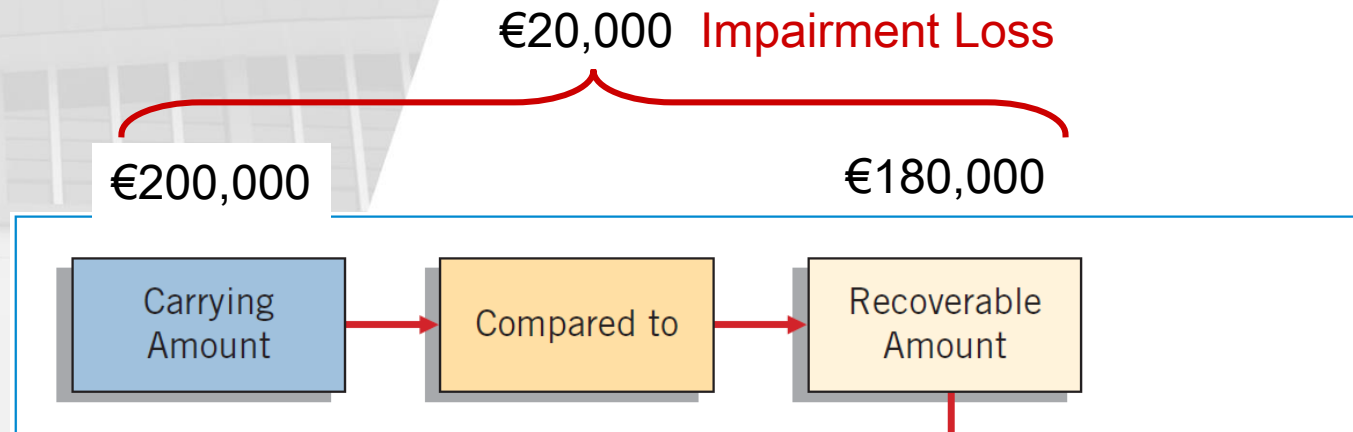 €20,000 Impairment Loss
€200,000
€180,000
Carrying
Amount
Compared to
Recoverable
Amount